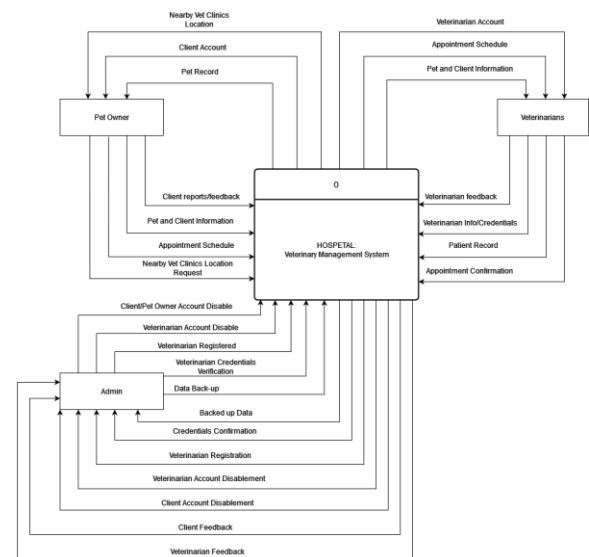 Nearby Vet Clinics
Location
Client Account
Pet Record
Veterinarian Account
Appointment Schedule
Pet and Client Information
Pet Owner
Veterinarians
0
HOSPETAL:
Veterinary Management System
Client reports/feedback
Pet and Client Information
Appointment Schedule
Nearby Vet Clinics Location
Request
Veterinarian feedback
Veterinarian Info/Credentials
Patient Record
Appointment Confirmation
Client/Pet Owner Account Disable
Veterinarian Account Disable
Veterinarian Registered
Veterinarian Credentials
Verification
Admin
Data Back-up
Backed up Data
Credentials Confirmation
Veterinarian Registration
Veterinarian Account Disablement
Client Account Disablement
Client Feedback
Veterinarian Feedback